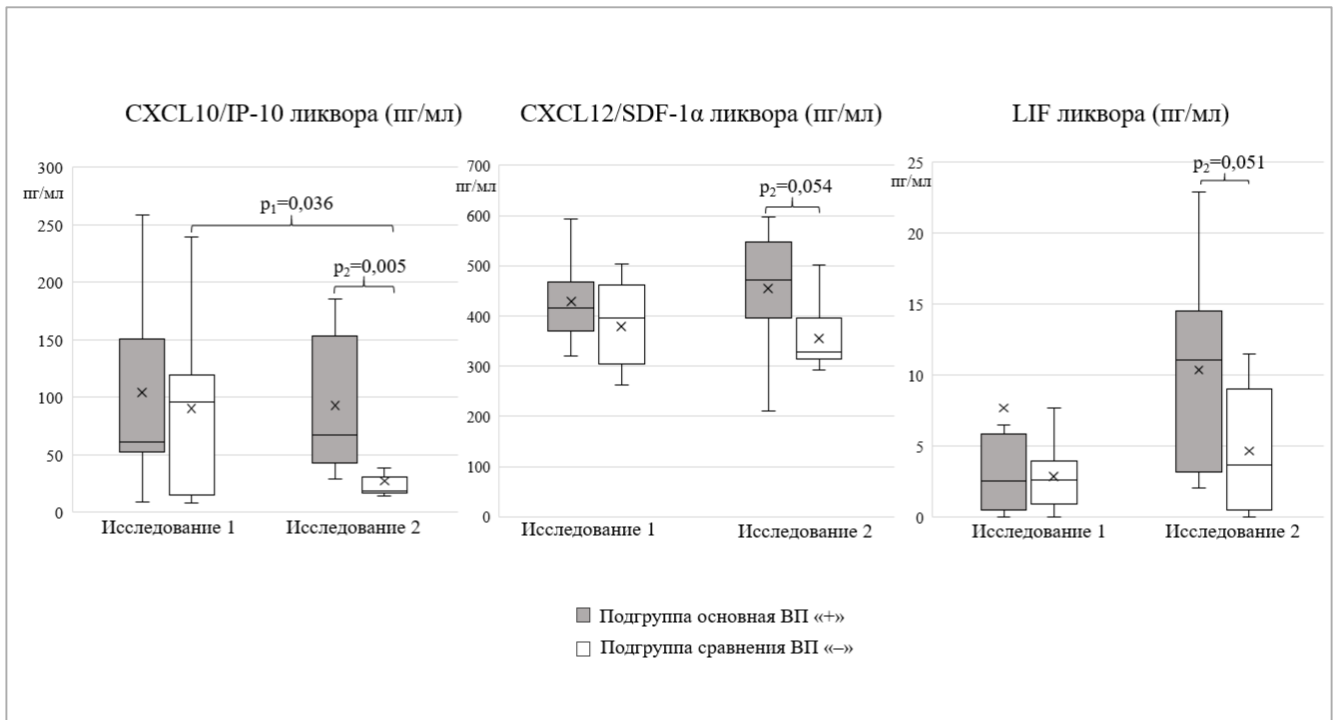 CXCL10/IP-10 ликвора (пг/мл)
300
пг/мл
250
200
150
100
50
0
p₁=0,036
p₂=0,005
Исследование 1
Исследование 2
CXCL12/SDF-1α ликвора (пг/мл)
700
пг/мл
600
500
400
300
200
100
0
p₂=0,054
Исследование 1
Исследование 2
LIF ликвора (пг/мл)
25
пг/мл
20
15
10
5
0
p₂=0,051
Исследование 1
Исследование 2
Подгруппа основная ВП «+»
Подгруппа сравнения ВП «–»